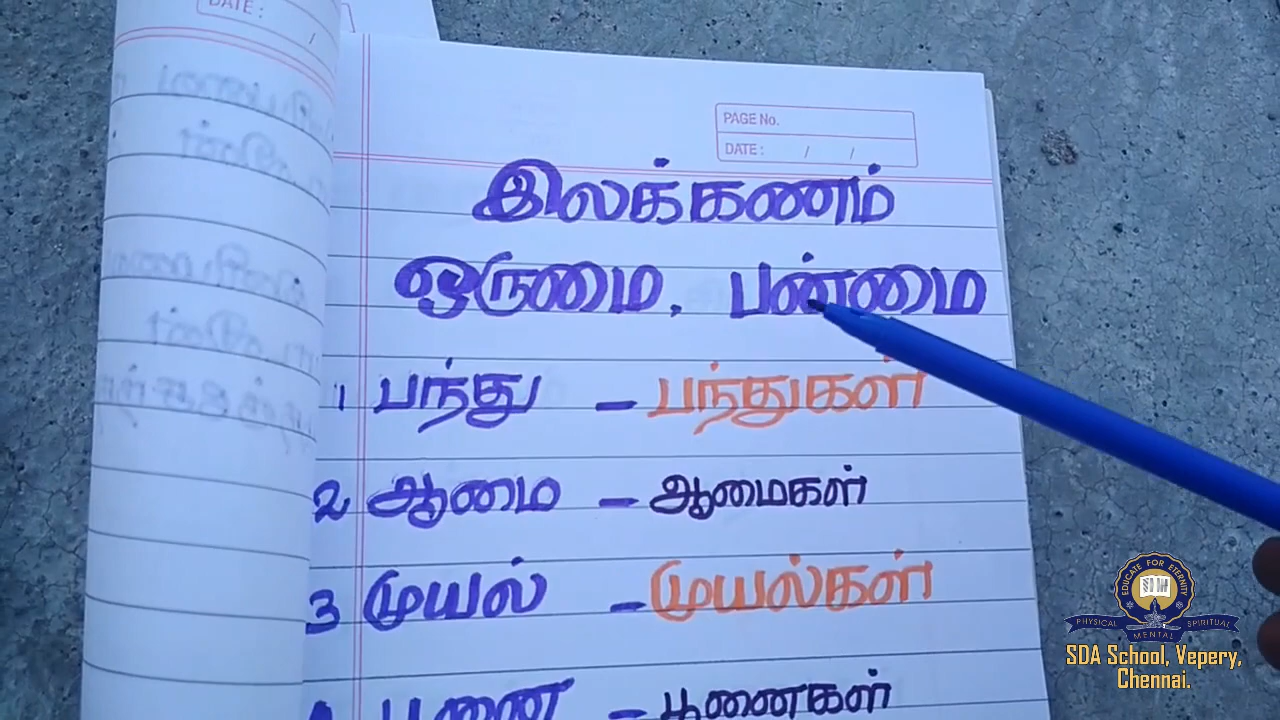 DATE :
/
PAGE No.
DATE : / /
இலக்கணம்
ஒருமை, பன்மை
1 பந்து – பந்துகள்
2 ஆமை – ஆமைகள்
3 முயல் – முயல்கள்
பூனை – பூனைகள்
EDUCATE FOR ETERNITY
PHYSICAL MENTAL SPIRITUAL
SDA School, Vepery,
Chennai.